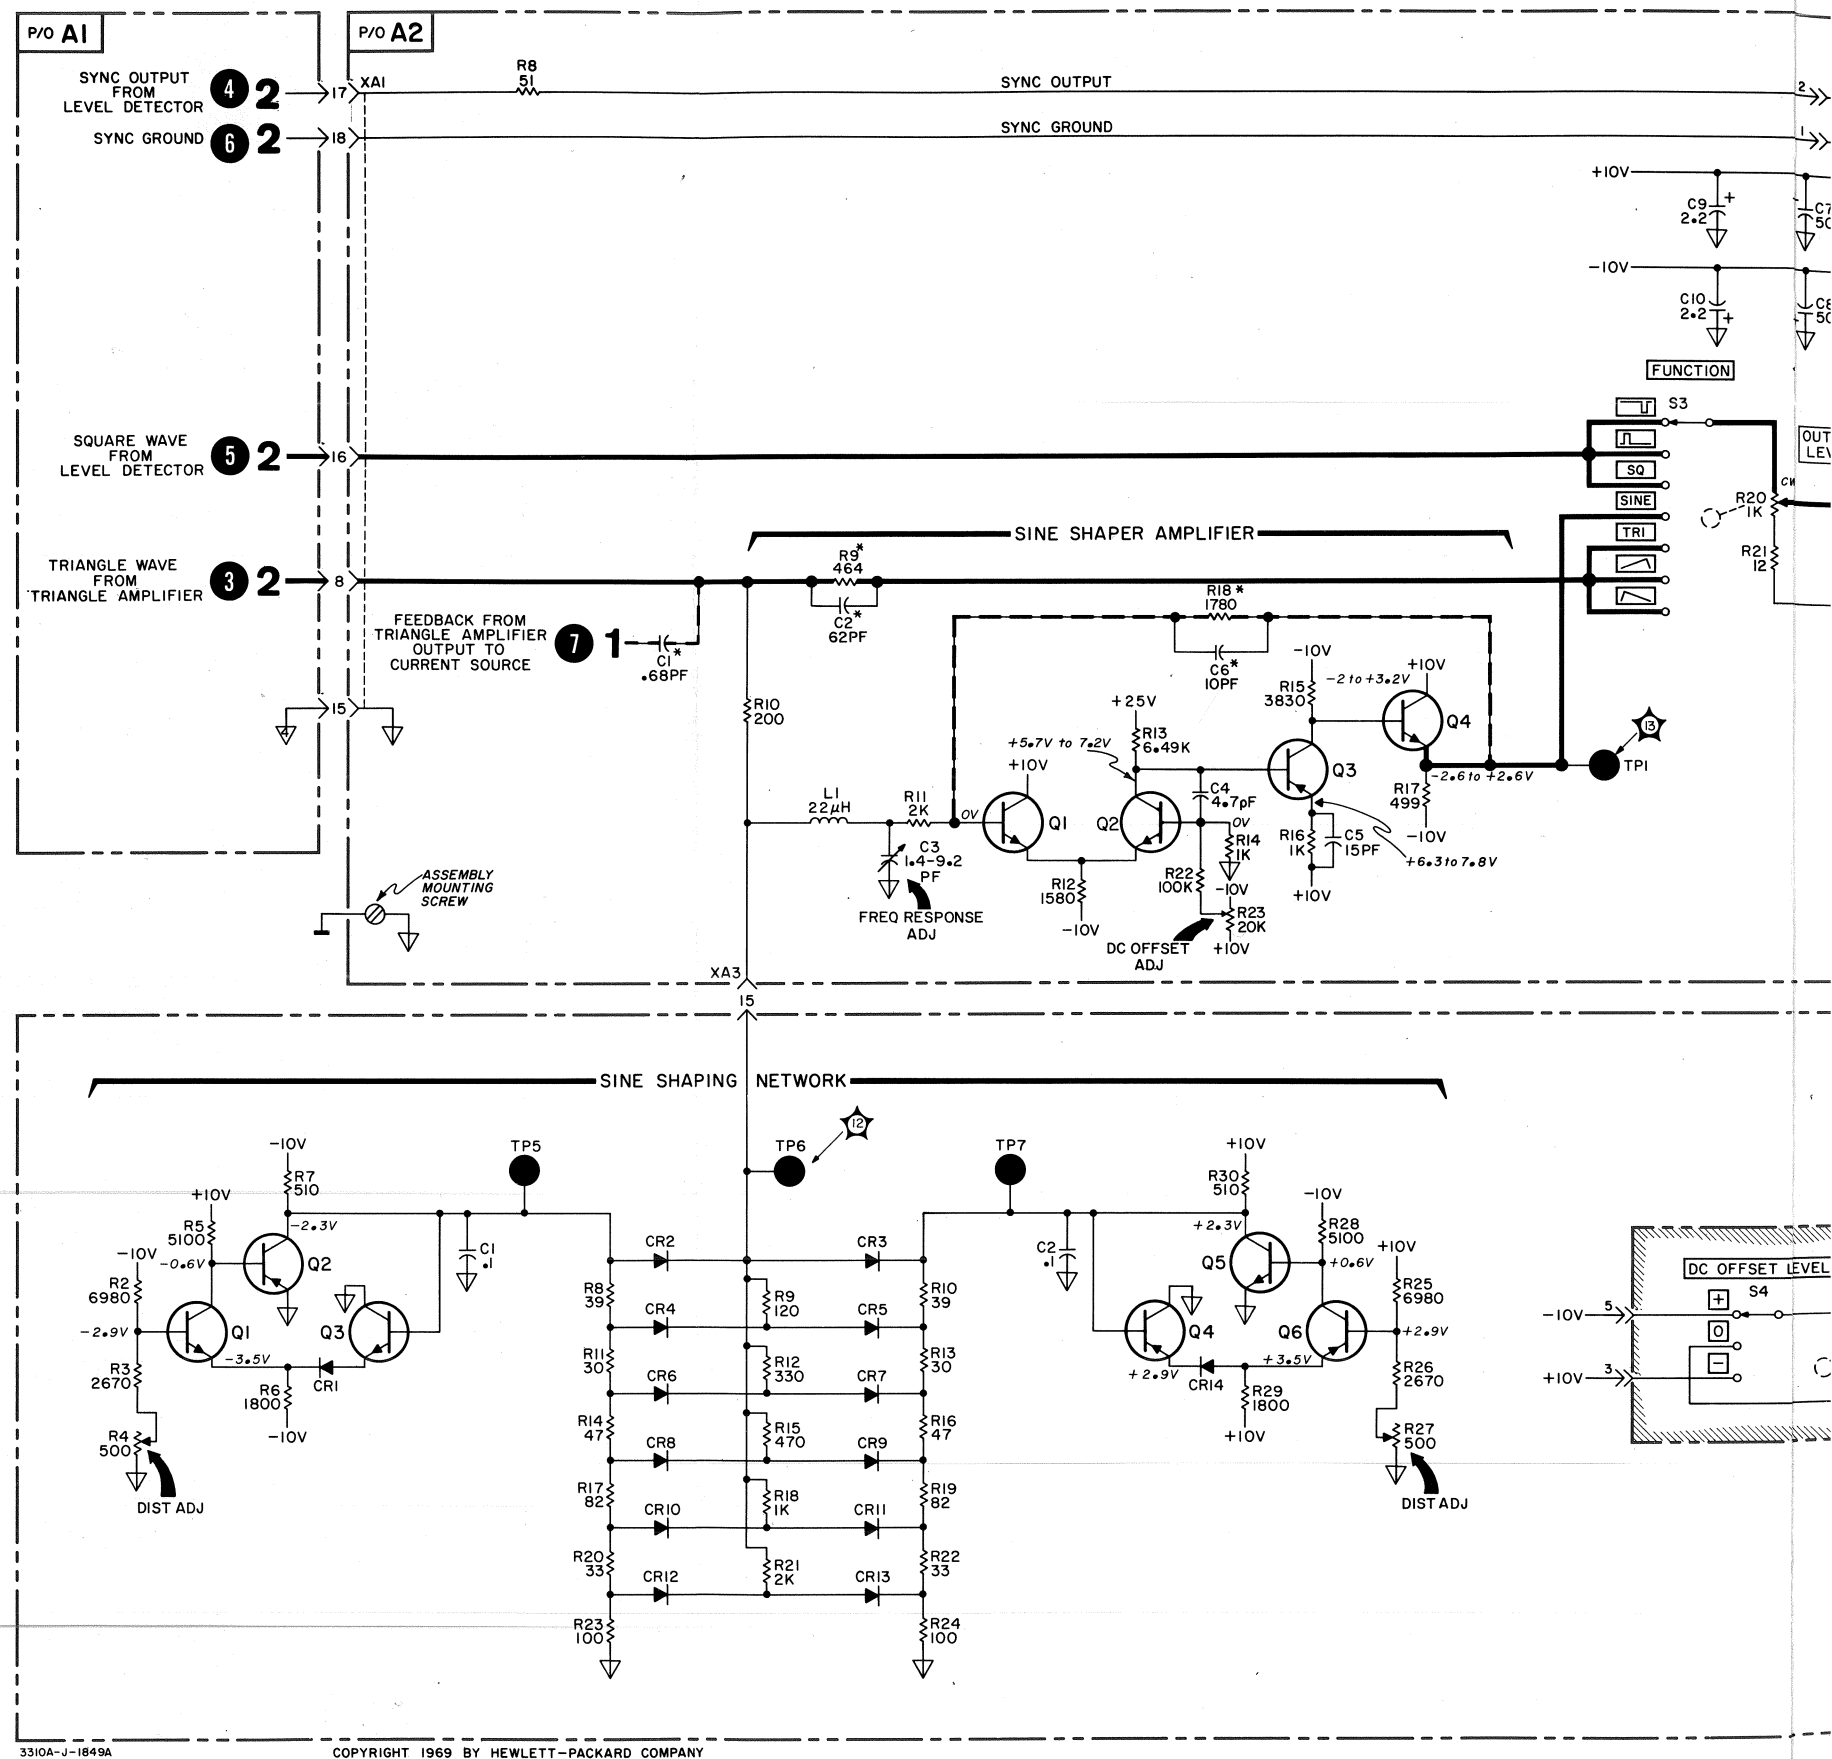 P/O A1
P/O A2
SYNC OUTPUT
FROM
LEVEL DETECTOR
4 2
17
XA1
R8
51
SYNC OUTPUT
2
SYNC GROUND
6 2
18
SYNC GROUND
1
+10V
C9
2.2
+
C7
-10V
C10
2.2
+
FUNCTION
S3
SQUARE WAVE
FROM
LEVEL DETECTOR
5 2
16
SQ
SINE
TRI
CW
R20
1K
R21
12
SINE SHAPER AMPLIFIER
TRIANGLE WAVE
FROM
TRIANGLE AMPLIFIER
3 2
8
R9*
464
C2*
62PF
FEEDBACK FROM
TRIANGLE AMPLIFIER
OUTPUT TO
CURRENT SOURCE
7 1
C1*
.68PF
R18*
1780
C6*
10PF
15
4
R10
200
-10V
R15
3830
-2 to +3.2V
+10V
Q4
+25V
R13
6.49K
+5.7V to 7.2V
+10V
Q3
13
TP1
-2.6 to +2.6V
R17
499
-10V
L1
22µH
R11
2K
0V
Q1
Q2
C4
4.7pF
0V
R14
1K
R16
1K
C5
15PF
+6.3 to 7.8V
+10V
C3
1.4-9.2
PF
FREQ RESPONSE
ADJ
R12
1580
-10V
R22
100K
-10V
R23
20K
+10V
DC OFFSET
ADJ
ASSEMBLY
MOUNTING
SCREW
XA3
15
SINE SHAPING NETWORK
12
TP5
TP6
TP7
-10V
R7
510
+10V
R5
5100
-2.3V
Q2
-10V
-0.6V
R2
6980
-2.9V
Q1
Q3
-3.5V
CR1
R3
2670
R6
1800
-10V
R4
500
DIST ADJ
C1
.1
CR2
CR3
R8
39
R9
120
R10
39
CR4
CR5
R11
30
R12
330
R13
30
CR6
CR7
R14
47
R15
470
R16
47
CR8
CR9
R17
82
R18
1K
R19
82
CR10
CR11
R20
33
R21
2K
R22
33
CR12
CR13
R23
100
R24
100
C2
.1
+10V
R30
510
+2.3V
-10V
R28
5100
Q5
+0.6V
+10V
R25
6980
Q4
Q6
+2.9V
+2.9V
CR14
+3.5V
R29
1800
+10V
R26
2670
R27
500
DIST ADJ
DC OFFSET LEVEL
S4
+
O
-
-10V
5
+10V
3
3310A-J-1849A
COPYRIGHT 1969 BY HEWLETT-PACKARD COMPANY